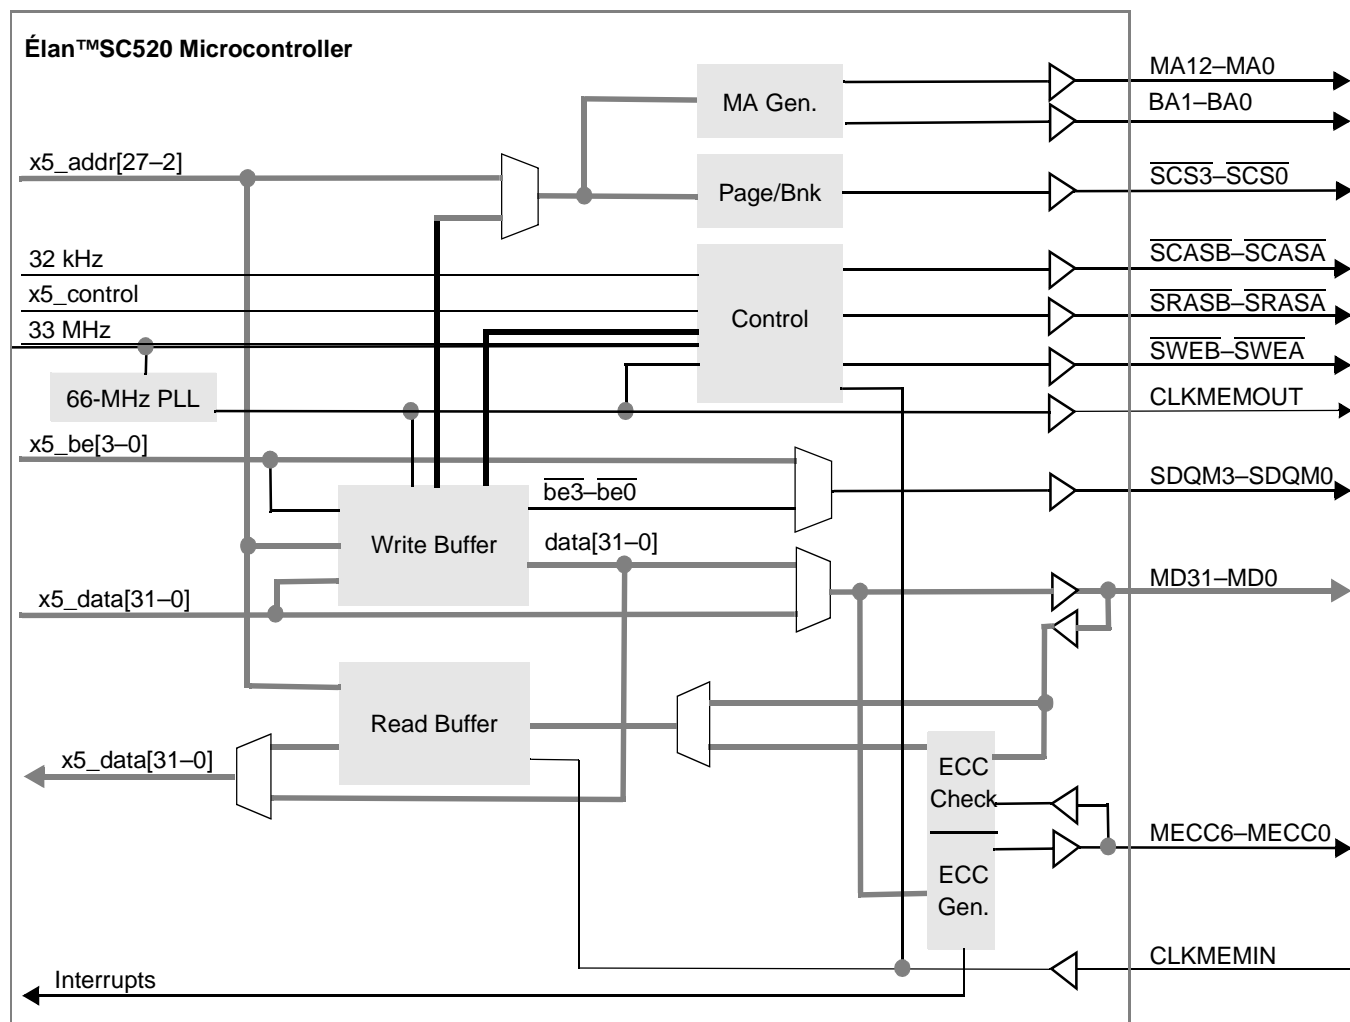 Élan™SC520 Microcontroller
MA12–MA0
MA Gen.
BA1–BA0
x5_addr[27–2]
Page/Bnk
SCS3–SCS0
32 kHz
SCASB–SCASA
x5_control
Control
SRASB–SRASA
33 MHz
SWEB–SWEA
66-MHz PLL
CLKMEMOUT
x5_be[3–0]
be3–be0
SDQM3–SDQM0
Write Buffer
data[31–0]
MD31–MD0
x5_data[31–0]
Read Buffer
x5_data[31–0]
ECC
Check
MECC6–MECC0
ECC
Gen.
CLKMEMIN
Interrupts